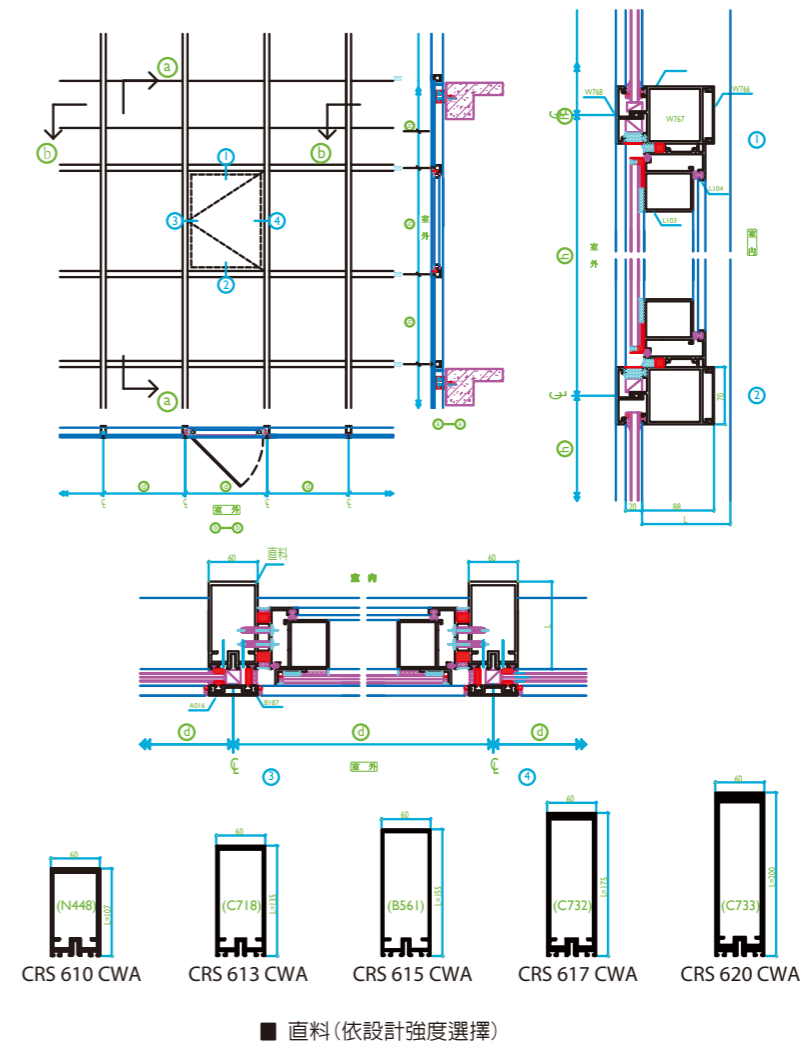 ⓐ
ⓑ
ⓑ
①
③
④
②
ⓐ
室外
室外
W768
W766
W767
①
L104
L103
ⓗ
室外
室內
②
ⓗ
70
20
88
L
60
直料
室內
60
L
A016
B187
ⓓ
ⓓ
ⓓ
③
室外
④
60
60
60
60
60
(N448)
L=107
(C718)
L=135
(B561)
L=155
(C732)
L=175
(C733)
L=200
CRS 610 CWA
CRS 613 CWA
CRS 615 CWA
CRS 617 CWA
CRS 620 CWA
■ 直料(依設計強度選擇)